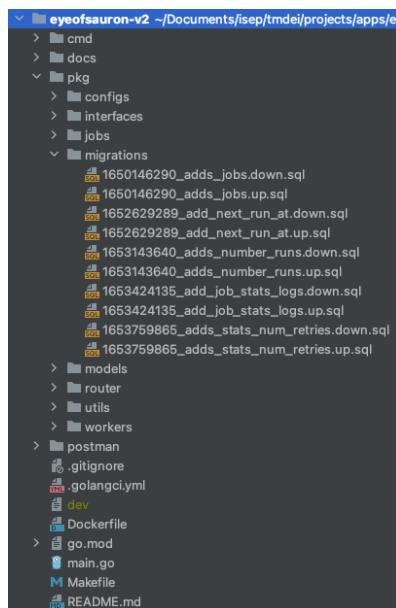 eyeofsauron-v2 ~/Documents/isep/tmdei/projects/apps/e
cmd
docs
pkg
configs
interfaces
jobs
migrations
1650146290_adds_jobs.down.sql
1650146290_adds_jobs.up.sql
1652629289_add_next_run_at.down.sql
1652629289_add_next_run_at.up.sql
1653143640_adds_number_runs.down.sql
1653143640_adds_number_runs.up.sql
1653424135_add_job_stats_logs.down.sql
1653424135_add_job_stats_logs.up.sql
1653759865_adds_stats_num_retries.down.sql
1653759865_adds_stats_num_retries.up.sql
models
router
utils
workers
postman
.gitignore
.golangci.yml
dev
Dockerfile
go.mod
main.go
Makefile
README.md